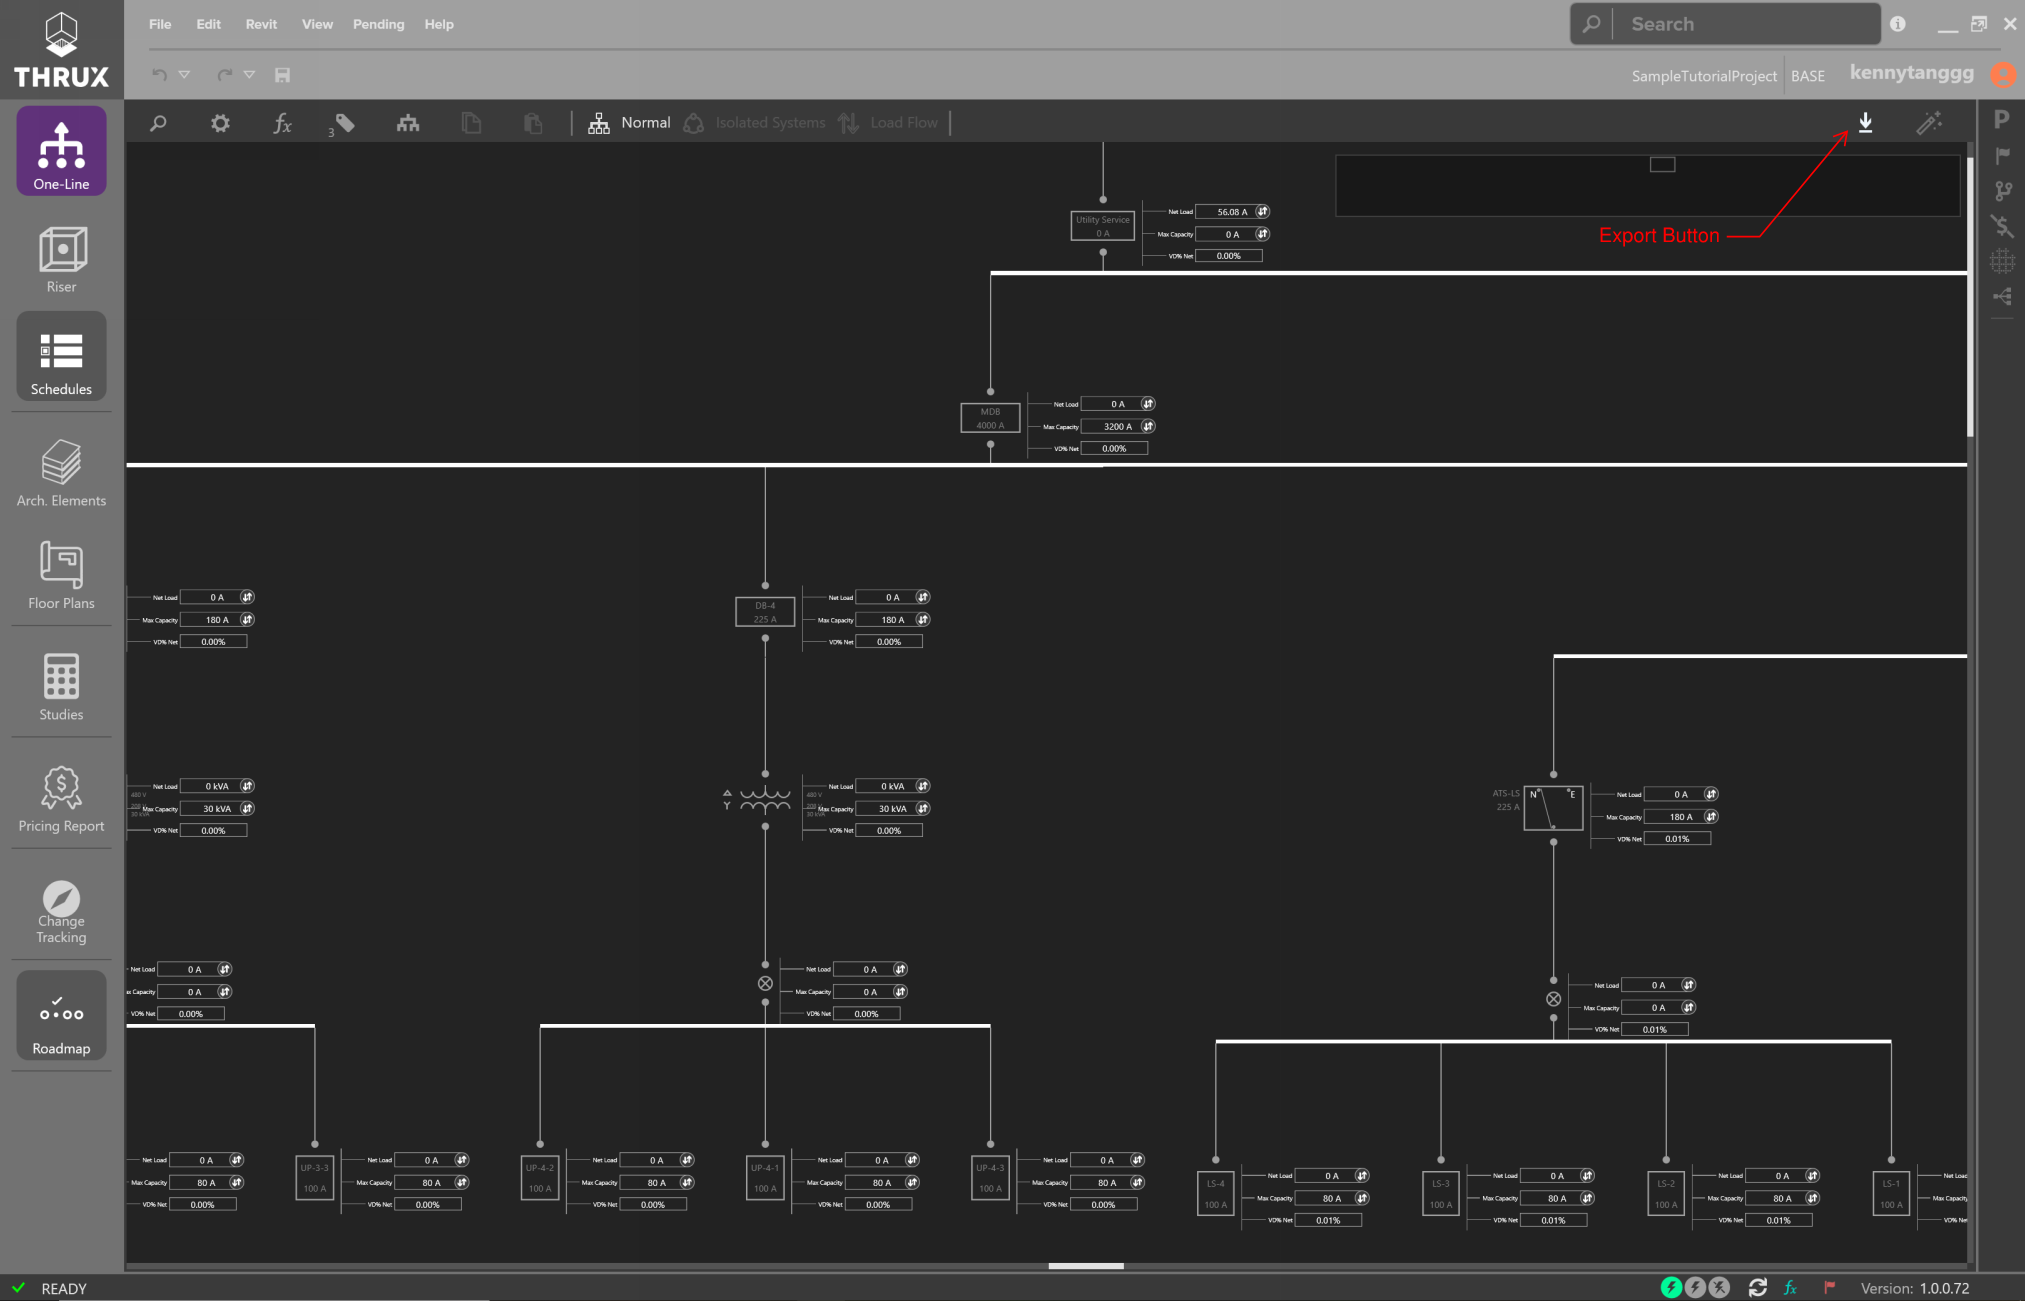 File Edit Revit View Pending Help
Search
THRUX
SampleTutorialProject BASE kennytanggg
3 Normal Isolated Systems Load Flow
P
One-Line
Riser
Schedules
Arch. Elements
Floor Plans
Studies
Pricing Report
Change
Tracking
Roadmap
Export Button
Utility Service
0 A
Net Load 56.08 A
Max Capacity 0 A
VD% Net 0.00%
MDB
4000 A
Net Load 0 A
Max Capacity 3200 A
VD% Net 0.00%
Net Load 0 A
Max Capacity 180 A
VD% Net 0.00%
DB-4
225 A
Net Load 0 A
Max Capacity 180 A
VD% Net 0.00%
Net Load 0 kVA
480 V
Max Capacity 30 kVA
30 kVA
VD% Net 0.00%
Y
Net Load 0 kVA
480 V
Max Capacity 30 kVA
30 kVA
VD% Net 0.00%
ATS-LS
225 A
N E
Net Load 0 A
Max Capacity 180 A
VD% Net 0.01%
Net Load 0 A
Capacity 0 A
VD% Net 0.00%
Net Load 0 A
Max Capacity 0 A
VD% Net 0.00%
Net Load 0 A
Max Capacity 0 A
VD% Net 0.01%
Net Load 0 A
Max Capacity 80 A
VD% Net 0.00%
UP-3-3
100 A
Net Load 0 A
Max Capacity 80 A
VD% Net 0.00%
UP-4-2
100 A
Net Load 0 A
Max Capacity 80 A
VD% Net 0.00%
UP-4-1
100 A
Net Load 0 A
Max Capacity 80 A
VD% Net 0.00%
UP-4-3
100 A
Net Load 0 A
Max Capacity 80 A
VD% Net 0.00%
LS-4
100 A
Net Load 0 A
Max Capacity 80 A
VD% Net 0.01%
LS-3
100 A
Net Load 0 A
Max Capacity 80 A
VD% Net 0.01%
LS-2
100 A
Net Load 0 A
Max Capacity 80 A
VD% Net 0.01%
LS-1
100 A
Net Load
Max Capacity
VD% Net
READY
fx Version: 1.0.0.72